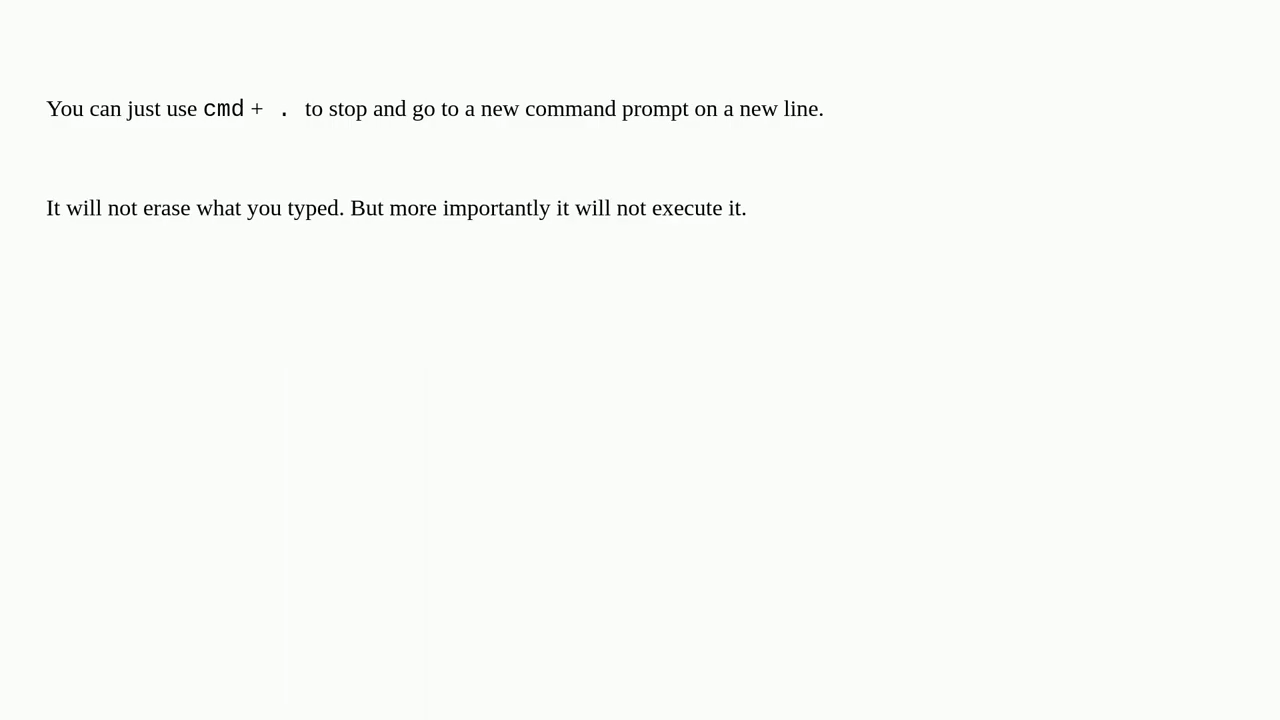 You can just use cmd + . to stop and go to a new command prompt on a new line.
It will not erase what you typed. But more importantly it will not execute it.